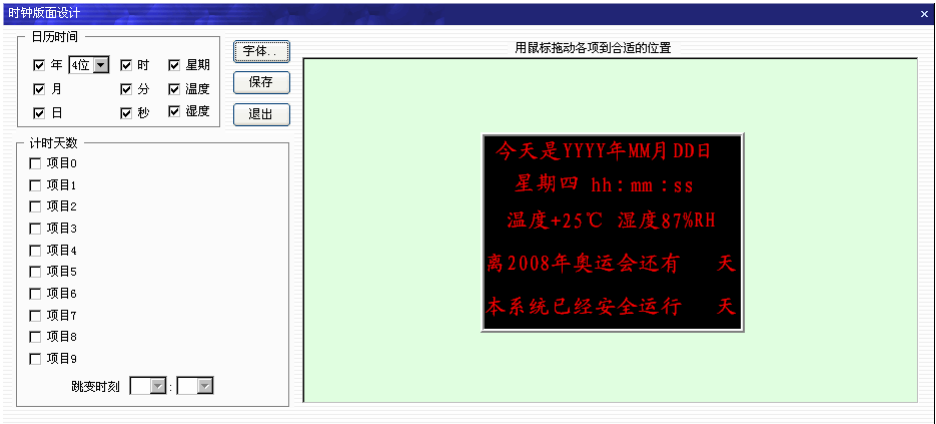 时钟版面设计
日历时间
年 4位 时 星期
月 分 温度
日 秒 湿度
字体..
保存
退出
计时天数
项目0
项目1
项目2
项目3
项目4
项目5
项目6
项目7
项目8
项目9
跳变时刻 :
用鼠标拖动各项到合适的位置
今天是YYYY年MM月DD日
星期四 hh:mm:ss
温度+25℃ 湿度87%RH
离2008年奥运会还有 天
本系统已经安全运行 天